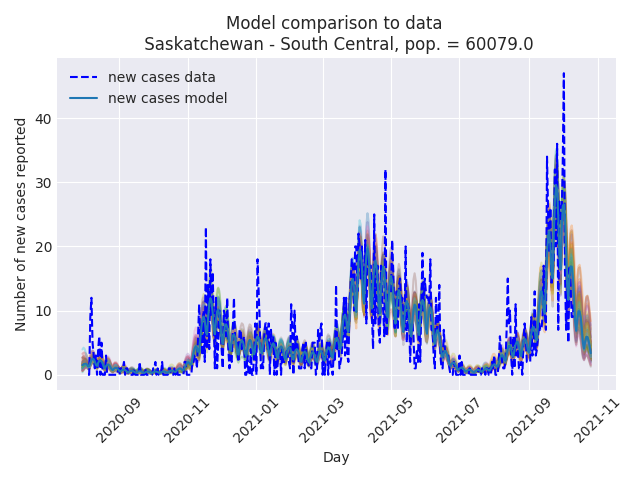 Model comparison to data
Saskatchewan - South Central, pop. = 60079.0
new cases data
new cases model
Number of new cases reported
40
30
20
10
0
2020-09
2020-11
2021-01
2021-03
2021-05
2021-07
2021-09
2021-11
Day